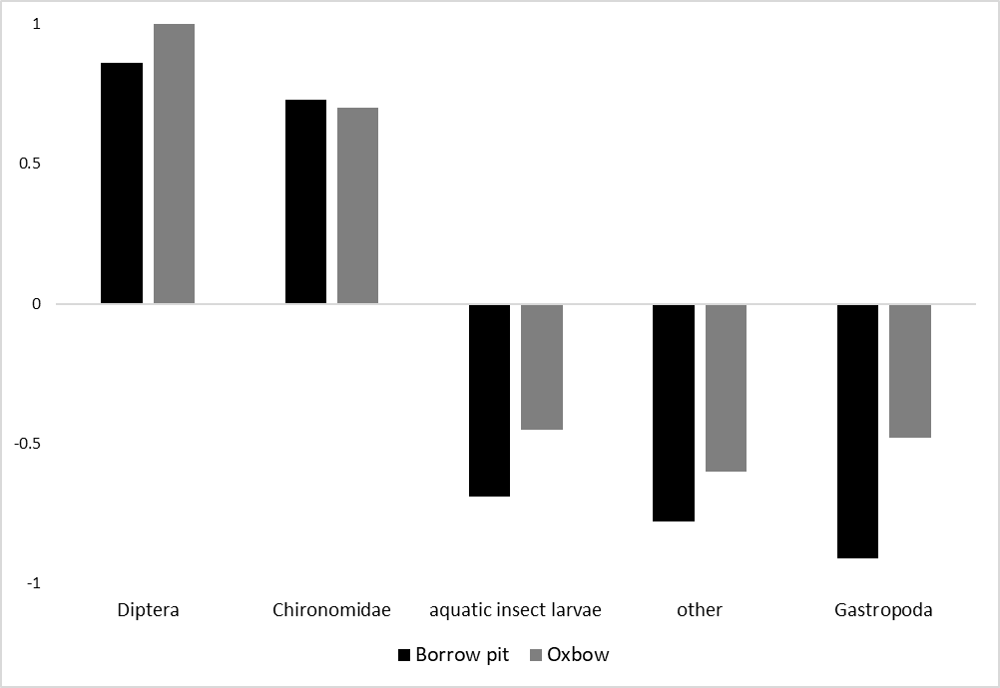 1
0.5
0
-0.5
-1
Diptera Chironomidae aquatic insect larvae other Gastropoda
Borrow pit Oxbow